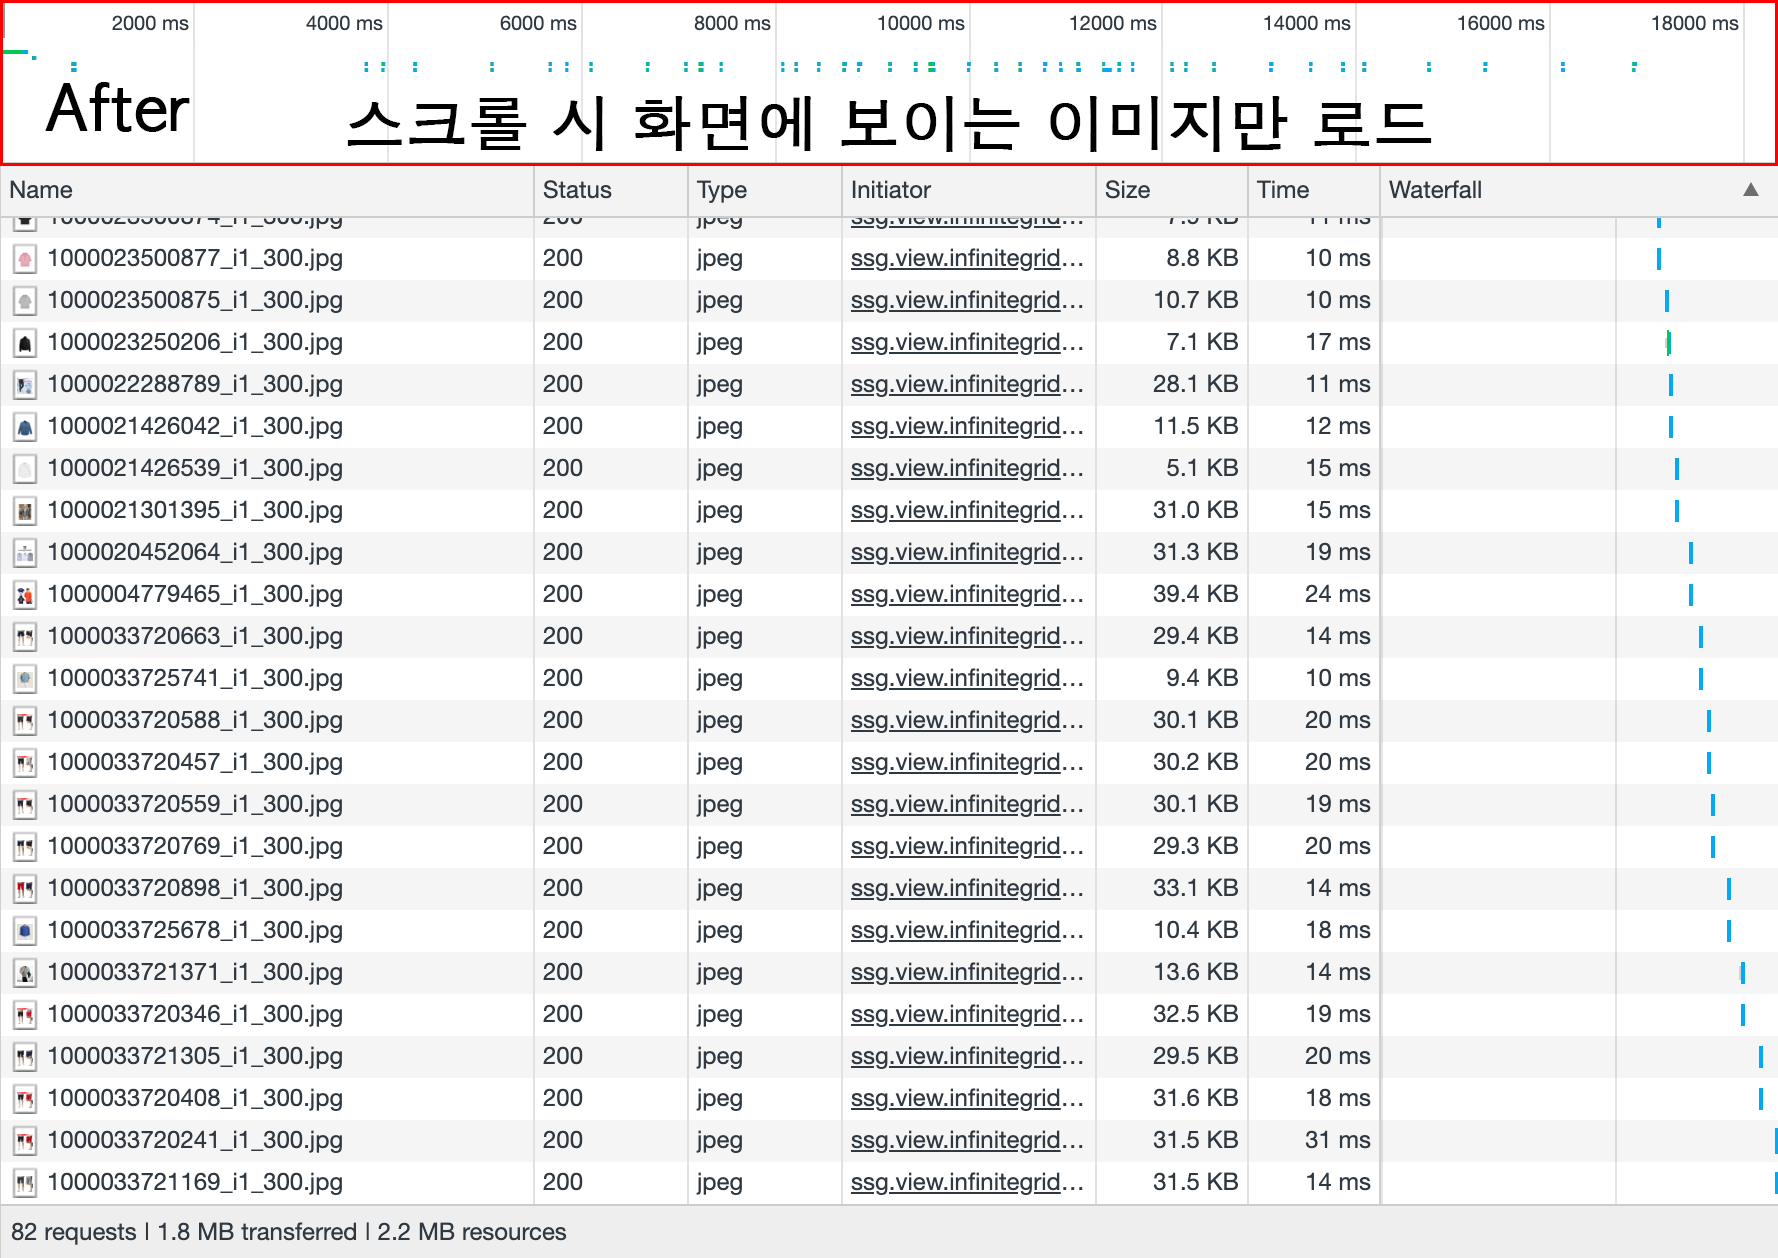 2000 ms 4000 ms 6000 ms 8000 ms 10000 ms 12000 ms 14000 ms 16000 ms 18000 ms
After 스크롤 시 화면에 보이는 이미지만 로드
Name Status Type Initiator Size Time Waterfall ▲
1000023500874_i1_300.jpg 200 jpeg ssg.view.infinitegrid… 7.9 KB 11 ms
1000023500877_i1_300.jpg 200 jpeg ssg.view.infinitegrid… 8.8 KB 10 ms
1000023500875_i1_300.jpg 200 jpeg ssg.view.infinitegrid… 10.7 KB 10 ms
1000023250206_i1_300.jpg 200 jpeg ssg.view.infinitegrid… 7.1 KB 17 ms
1000022288789_i1_300.jpg 200 jpeg ssg.view.infinitegrid… 28.1 KB 11 ms
1000021426042_i1_300.jpg 200 jpeg ssg.view.infinitegrid… 11.5 KB 12 ms
1000021426539_i1_300.jpg 200 jpeg ssg.view.infinitegrid… 5.1 KB 15 ms
1000021301395_i1_300.jpg 200 jpeg ssg.view.infinitegrid… 31.0 KB 15 ms
1000020452064_i1_300.jpg 200 jpeg ssg.view.infinitegrid… 31.3 KB 19 ms
1000004779465_i1_300.jpg 200 jpeg ssg.view.infinitegrid… 39.4 KB 24 ms
1000033720663_i1_300.jpg 200 jpeg ssg.view.infinitegrid… 29.4 KB 14 ms
1000033725741_i1_300.jpg 200 jpeg ssg.view.infinitegrid… 9.4 KB 10 ms
1000033720588_i1_300.jpg 200 jpeg ssg.view.infinitegrid… 30.1 KB 20 ms
1000033720457_i1_300.jpg 200 jpeg ssg.view.infinitegrid… 30.2 KB 20 ms
1000033720559_i1_300.jpg 200 jpeg ssg.view.infinitegrid… 30.1 KB 19 ms
1000033720769_i1_300.jpg 200 jpeg ssg.view.infinitegrid… 29.3 KB 20 ms
1000033720898_i1_300.jpg 200 jpeg ssg.view.infinitegrid… 33.1 KB 14 ms
1000033725678_i1_300.jpg 200 jpeg ssg.view.infinitegrid… 10.4 KB 18 ms
1000033721371_i1_300.jpg 200 jpeg ssg.view.infinitegrid… 13.6 KB 14 ms
1000033720346_i1_300.jpg 200 jpeg ssg.view.infinitegrid… 32.5 KB 19 ms
1000033721305_i1_300.jpg 200 jpeg ssg.view.infinitegrid… 29.5 KB 20 ms
1000033720408_i1_300.jpg 200 jpeg ssg.view.infinitegrid… 31.6 KB 18 ms
1000033720241_i1_300.jpg 200 jpeg ssg.view.infinitegrid… 31.5 KB 31 ms
1000033721169_i1_300.jpg 200 jpeg ssg.view.infinitegrid… 31.5 KB 14 ms
82 requests | 1.8 MB transferred | 2.2 MB resources